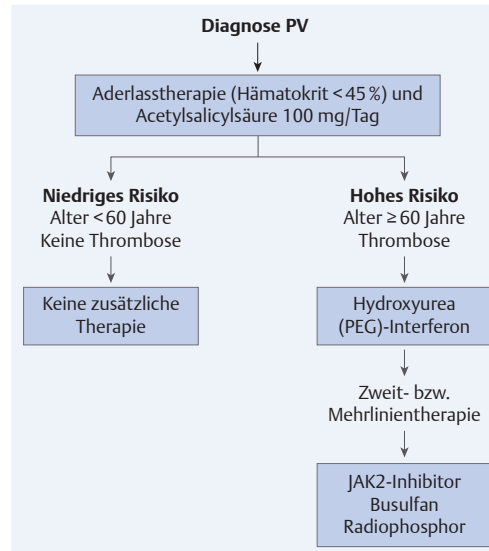 Diagnose PV
Aderlasstherapie (Hämatokrit < 45 %) und
Acetylsalicylsäure 100 mg/Tag
Niedriges Risiko
Alter < 60 Jahre
Keine Thrombose
Keine zusätzliche
Therapie
Hohes Risiko
Alter ≥ 60 Jahre
Thrombose
Hydroxyurea
(PEG)-Interferon
Zweit- bzw.
Mehrlinientherapie
JAK2-Inhibitor
Busulfan
Radiophosphor